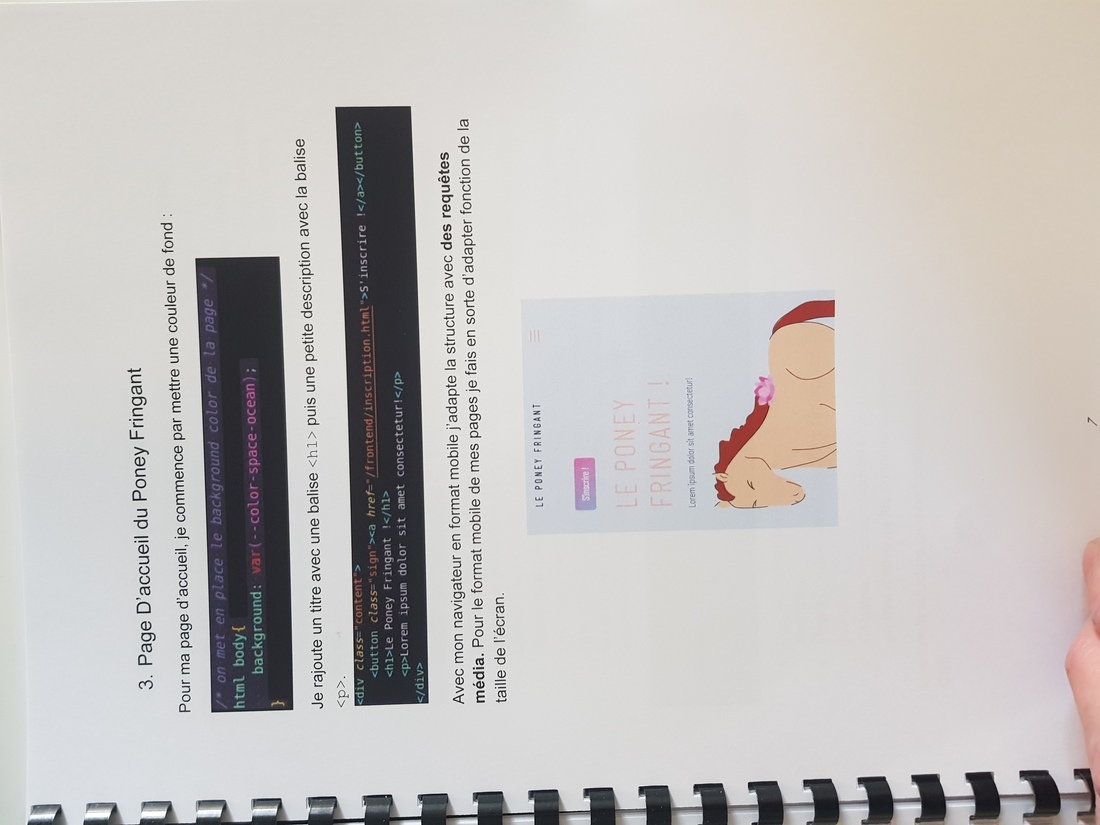 3. Page D'accueil du Poney Fringant
Pour ma page d'accueil, je commence par mettre une couleur de fond :
/* on met en place le background color de la page */
html body{
background: var(--color-space-ocean);
}
Je rajoute un titre avec une balise <h1> puis une petite description avec la balise
<p>.
<div class="content">
<button class="sign"><a href="/frontend/inscription.html">S'inscrire !</a></button>
<h1>Le Poney Fringant !</h1>
<p>Lorem ipsum dolor sit amet consectetur!</p>
</div>
Avec mon navigateur en format mobile j'adapte la structure avec des requêtes
média. Pour le format mobile de mes pages je fais en sorte d'adapter fonction de la
taille de l'écran.
LE PONEY FRINGANT
S'inscrire !
LE PONEY
FRINGANT !
Lorem ipsum dolor sit amet consectetur!
7